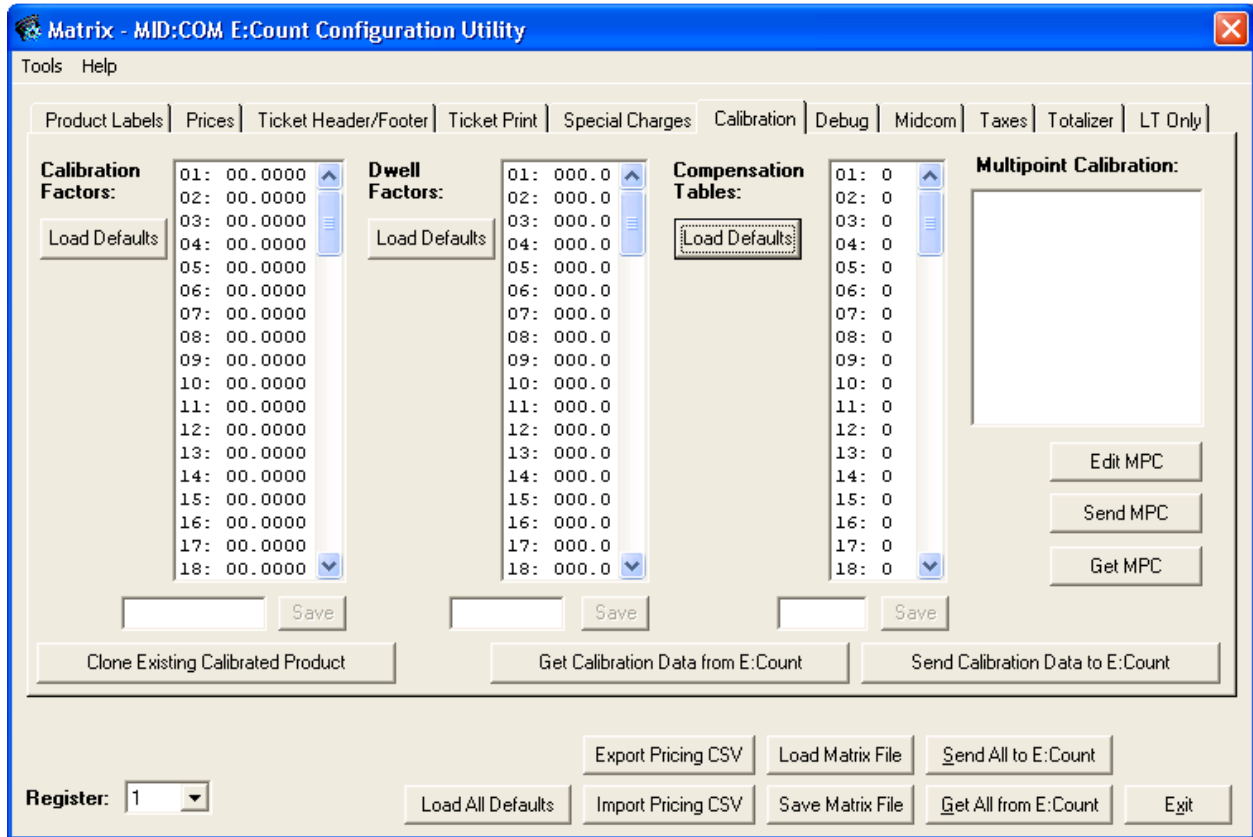 Matrix - MID:COM E:Count Configuration Utility
Tools Help
Product Labels Prices Ticket Header/Footer Ticket Print Special Charges Calibration Debug Midcom Taxes Totalizer LT Only
Calibration Factors:
Load Defaults
01: 00.0000
02: 00.0000
03: 00.0000
04: 00.0000
05: 00.0000
06: 00.0000
07: 00.0000
08: 00.0000
09: 00.0000
10: 00.0000
11: 00.0000
12: 00.0000
13: 00.0000
14: 00.0000
15: 00.0000
16: 00.0000
17: 00.0000
18: 00.0000
Save
Dwell Factors:
Load Defaults
01: 000.0
02: 000.0
03: 000.0
04: 000.0
05: 000.0
06: 000.0
07: 000.0
08: 000.0
09: 000.0
10: 000.0
11: 000.0
12: 000.0
13: 000.0
14: 000.0
15: 000.0
16: 000.0
17: 000.0
18: 000.0
Save
Compensation Tables:
Load Defaults
01: 0
02: 0
03: 0
04: 0
05: 0
06: 0
07: 0
08: 0
09: 0
10: 0
11: 0
12: 0
13: 0
14: 0
15: 0
16: 0
17: 0
18: 0
Save
Multipoint Calibration:
Edit MPC
Send MPC
Get MPC
Clone Existing Calibrated Product
Get Calibration Data from E:Count
Send Calibration Data to E:Count
Export Pricing CSV Load Matrix File Send All to E:Count
Register: 1 Load All Defaults Import Pricing CSV Save Matrix File Get All from E:Count Exit